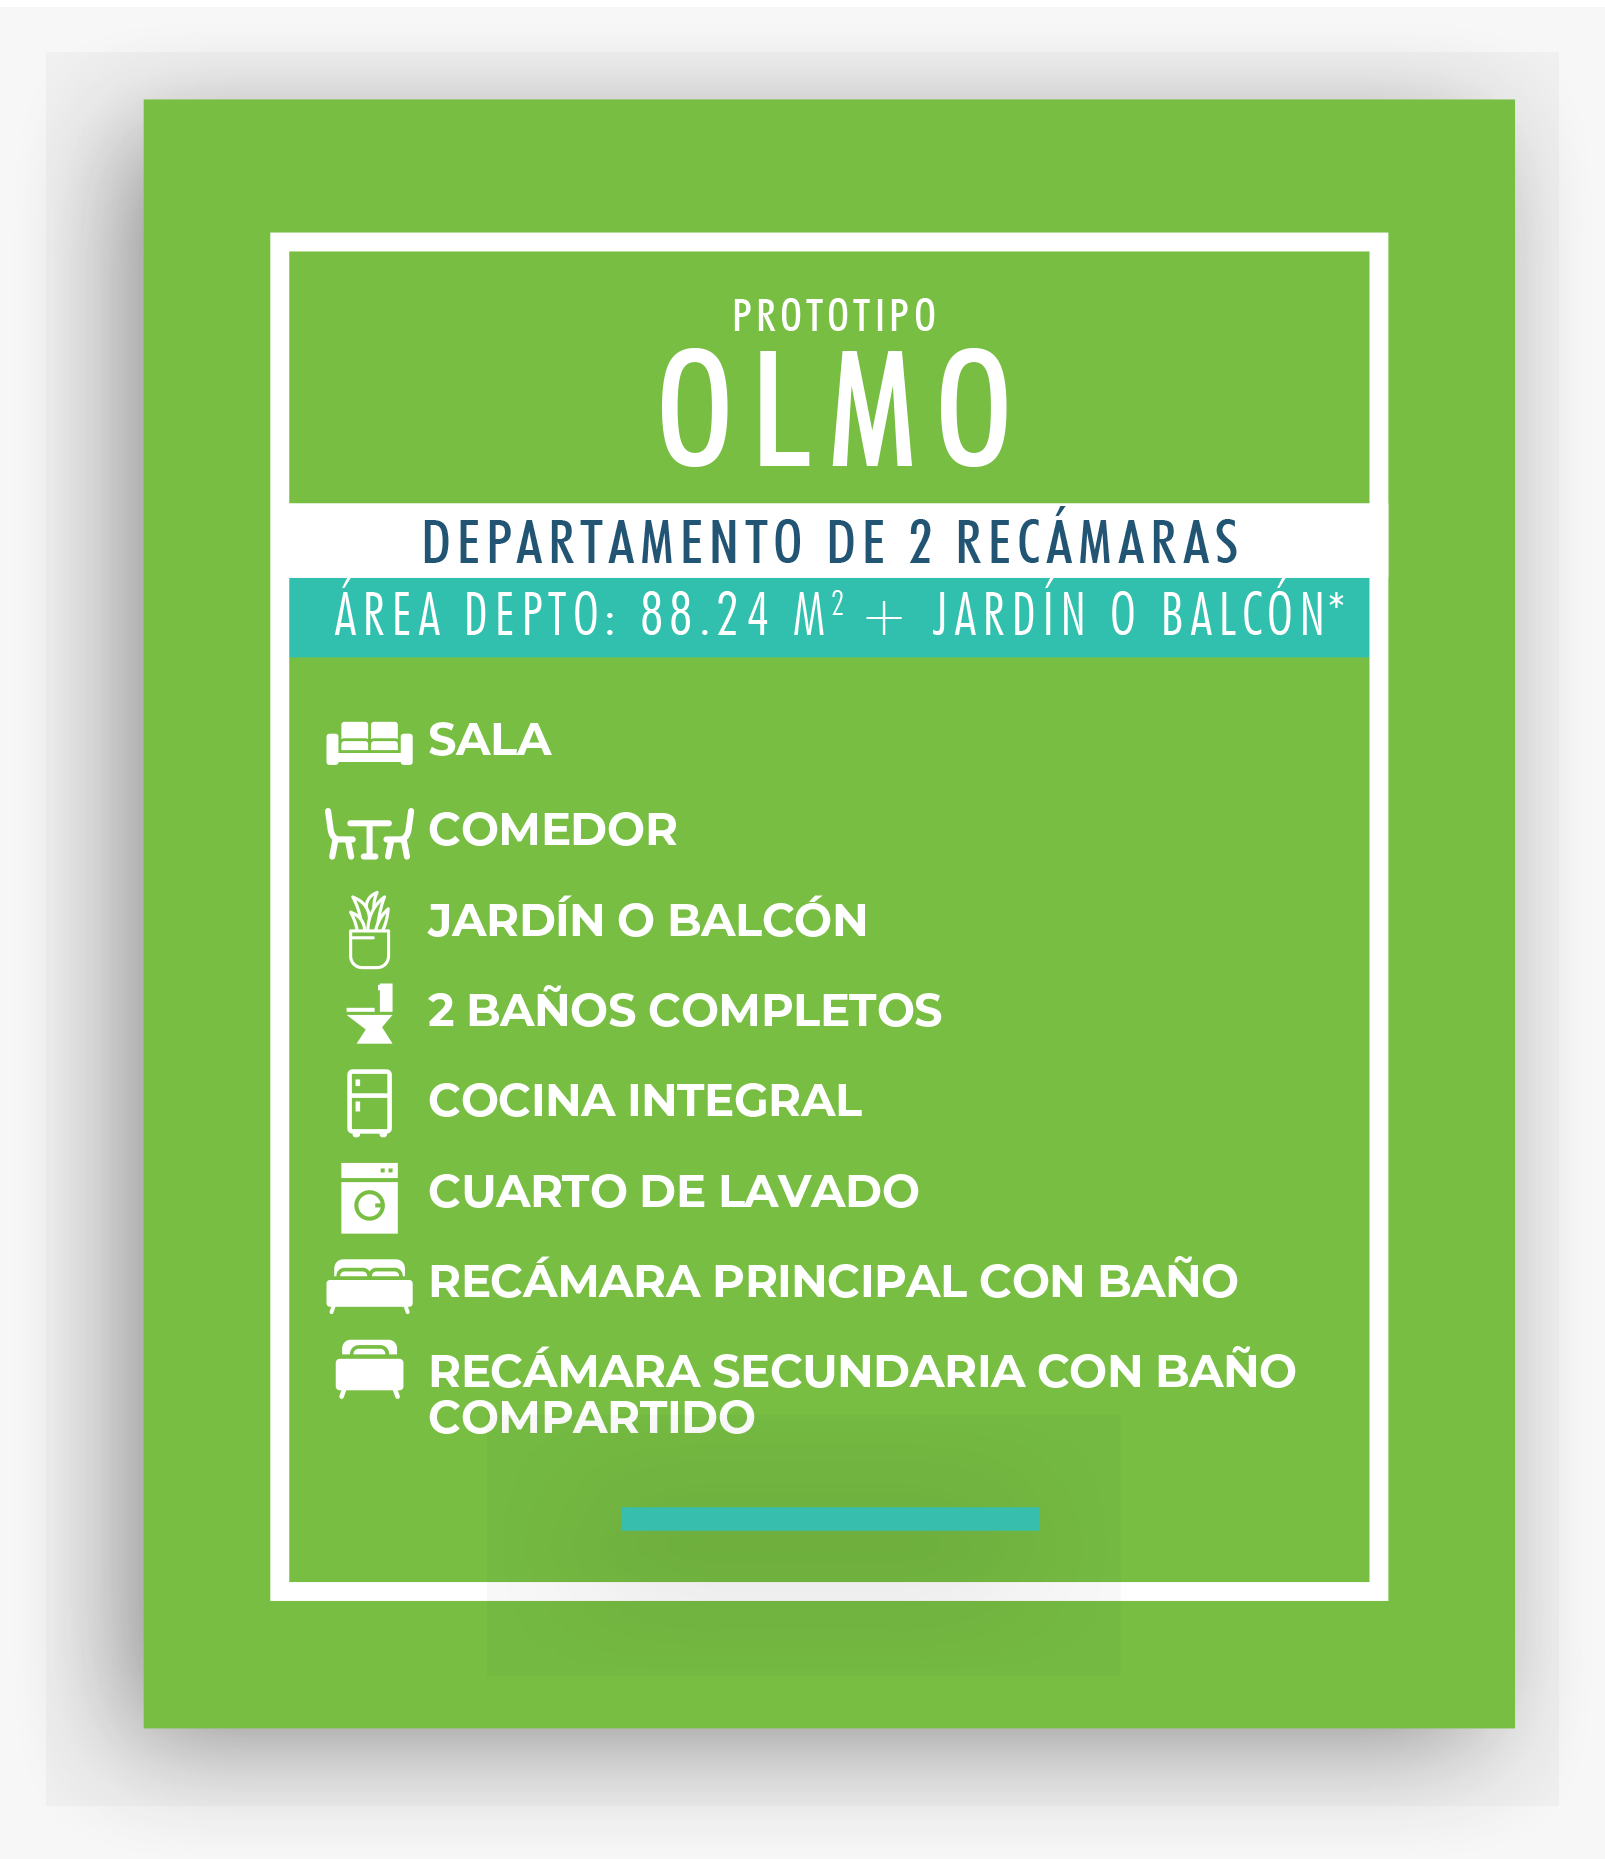 PROTOTIPO
OLMO
DEPARTAMENTO DE 2 RECÁMARAS
ÁREA DEPTO: 88.24 M² + JARDÍN O BALCÓN*
SALA
COMEDOR
JARDÍN O BALCÓN
2 BAÑOS COMPLETOS
COCINA INTEGRAL
CUARTO DE LAVADO
RECÁMARA PRINCIPAL CON BAÑO
RECÁMARA SECUNDARIA CON BAÑO
COMPARTIDO